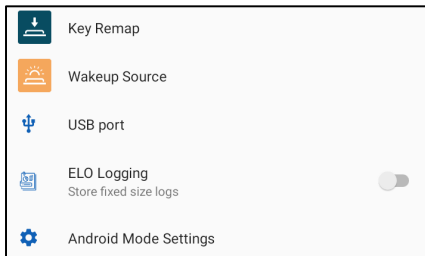 Key Remap
Wakeup Source
USB port
ELO Logging
Store fixed size logs
Android Mode Settings